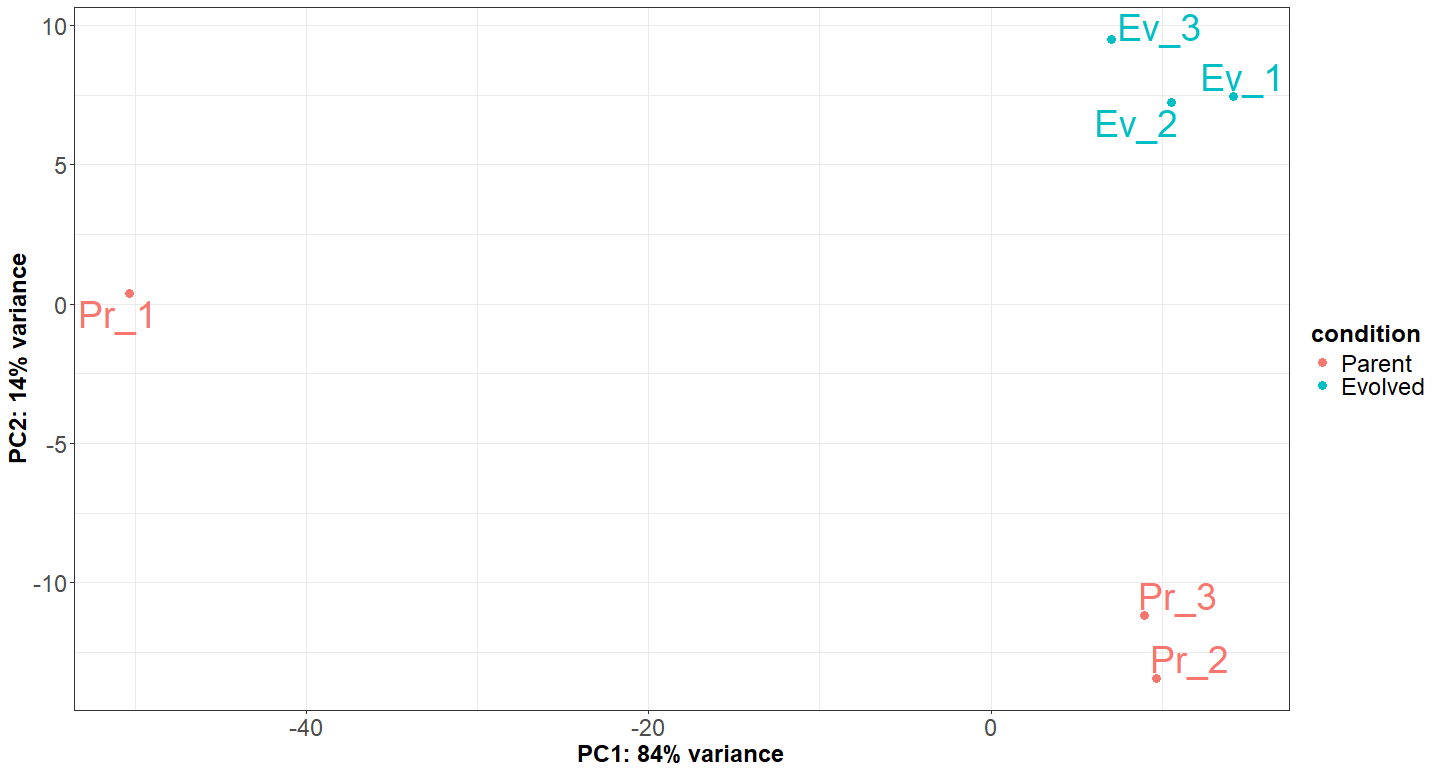 10
5
0
-5
-10
PC2: 14% variance
Ev_3
Ev_1
Ev_2
Pr_1
Pr_3
Pr_2
-40
-20
0
PC1: 84% variance
condition
Parent
Evolved